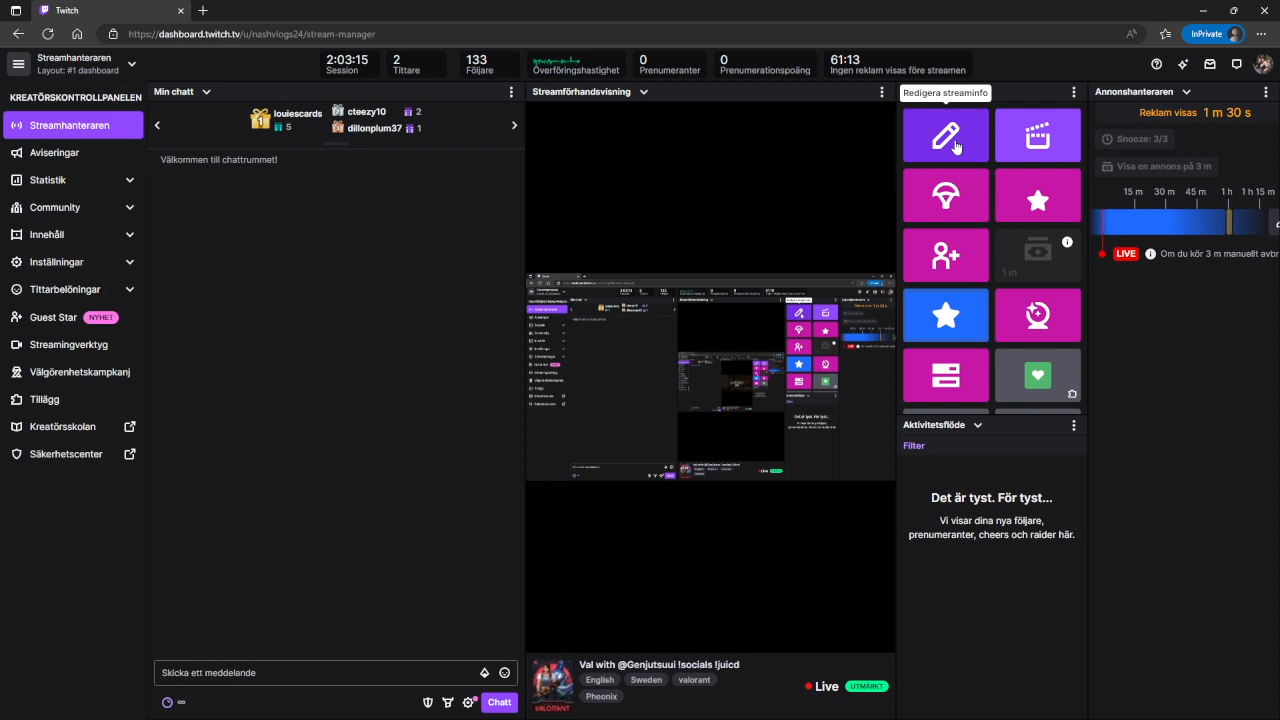 Twitch
https://dashboard.twitch.tv/u/nashvlogs24/stream-manager
InPrivate
Streamhanteraren
Layout: #1 dashboard
2:03:15
Session
2
Tittare
133
Följare
Överföringshastighet
0
Prenumeranter
0
Prenumerationspoäng
61:13
Ingen reklam visas före streamen
KREATÖRSKONTROLLPANELEN
Streamhanteraren
Aviseringar
Statistik
Community
Innehåll
Inställningar
Tittarbelöningar
Guest Star NYHET
Streamingverktyg
Välgörenhetskampanj
Tillägg
Kreatörsskolan
Säkerhetscenter
Min chatt
1 louiescards
5
2 cteezy10 2
3 dillonplum37 1
Välkommen till chattrummet!
Skicka ett meddelande
Chatt
Streamförhandsvisning
Val with @Genjutsuui !socials !juicd
English Sweden valorant
Pheonix
Live UTMÄRKT
VALORANT
Redigera streaminfo
1 m
Aktivitetsflöde
Filter
Det är tyst. För tyst...
Vi visar dina nya följare,
prenumeranter, cheers och raider här.
Annonshanteraren
Reklam visas 1 m 30 s
Snooze: 3/3
Visa en annons på 3 m
15 m 30 m 45 m 1 h 1 h 15 m
LIVE Om du kör 3 m manuellt avbr